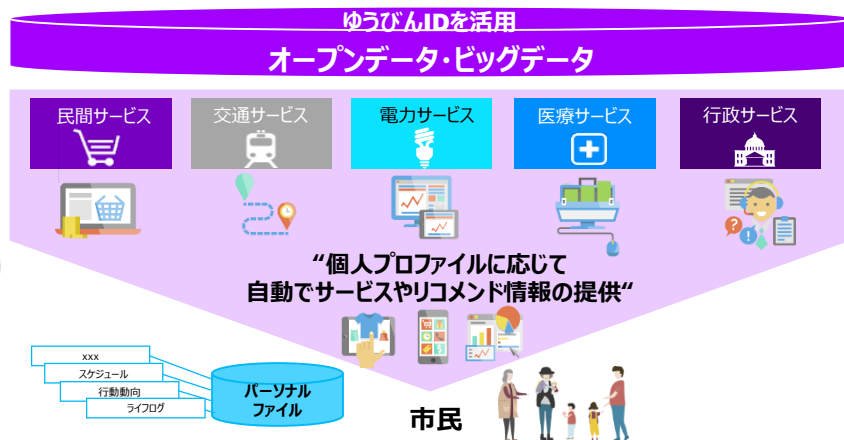 ゆうびんIDを活用
オープンデータ・ビッグデータ
民間サービス
交通サービス
電力サービス
医療サービス
行政サービス
“個人プロファイルに応じて
自動でサービスやリコメンド情報の提供“
xxx
スケジュール
行動動向
ライフログ
パーソナル
ファイル
市民